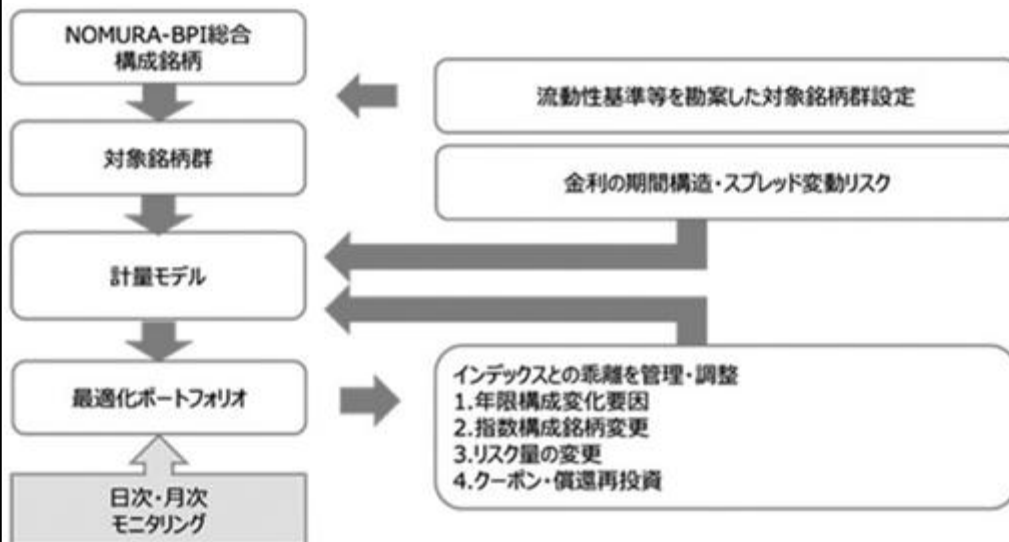 NOMURA-BPI総合
構成銘柄
流動性基準等を勘案した対象銘柄群設定
対象銘柄群
金利の期間構造・スプレッド変動リスク
計量モデル
最適化ポートフォリオ
インデックスとの乖離を管理・調整
1.年限構成変化要因
2.指数構成銘柄変更
3.リスク量の変更
4.クーポン・償還再投資
日次・月次
モニタリング